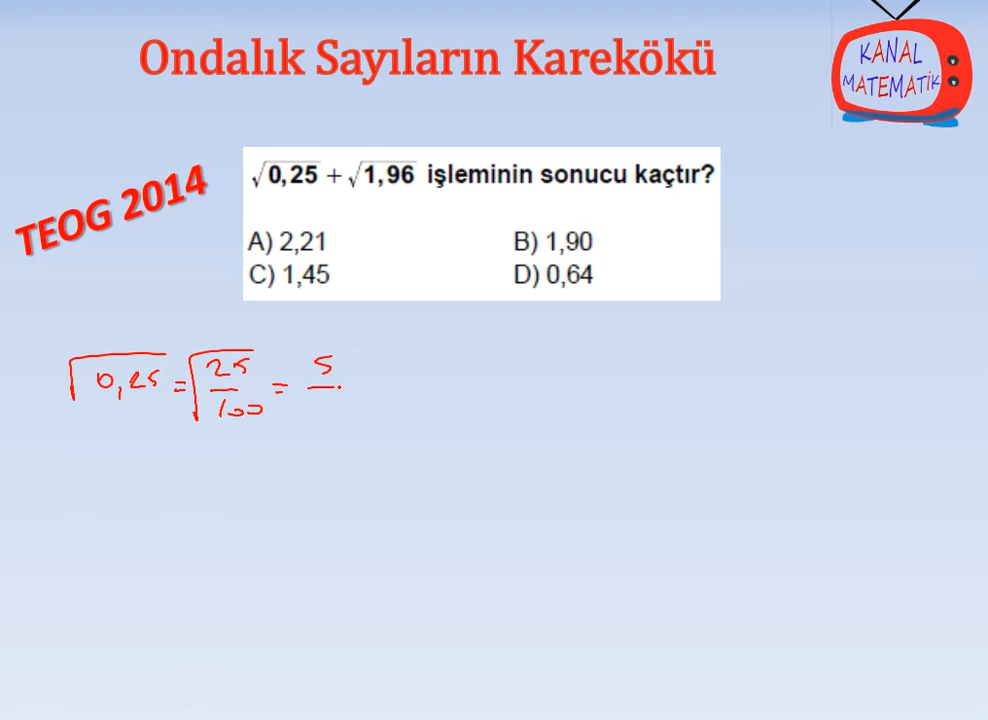 Ondalık Sayıların Karekökü
KANAL
MATEMATİK
TEOG 2014
√0,25 + √1,96 işleminin sonucu kaçtır?
A) 2,21 B) 1,90
C) 1,45 D) 0,64
√0,25 = √25/100 = 5/